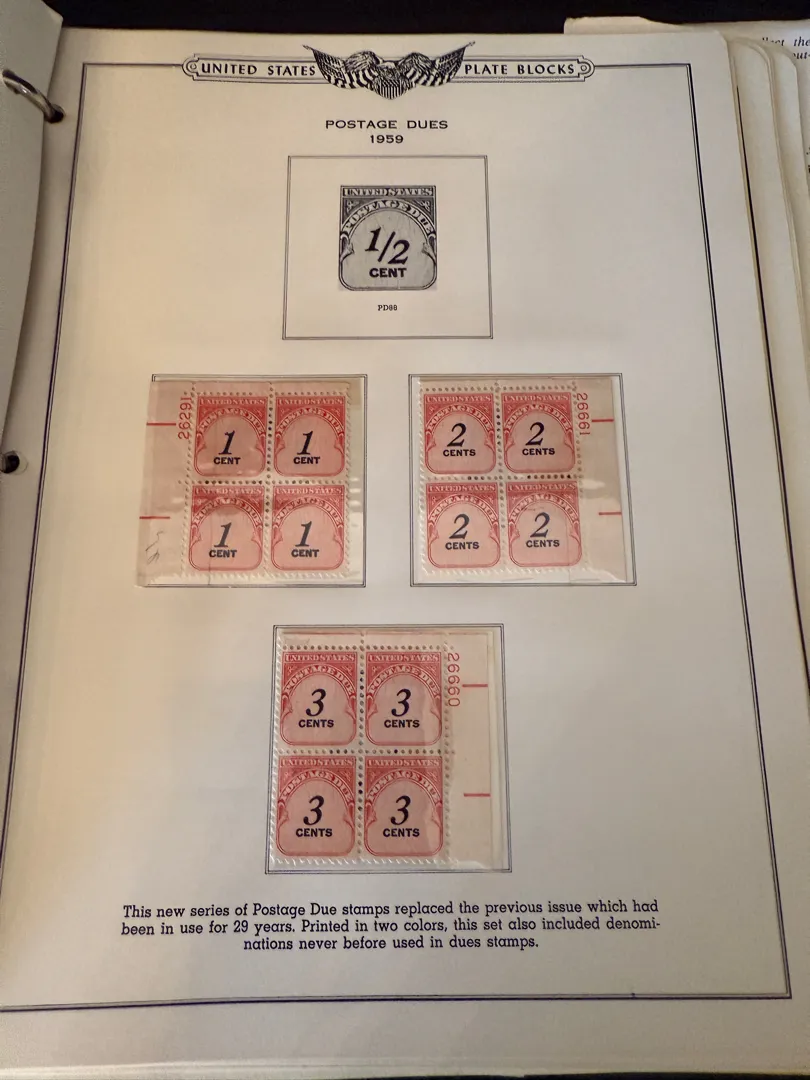 UNITED STATES PLATE BLOCKS
POSTAGE DUES
1959
UNITED STATES
POSTAGE DUE
1/2
CENT
PD88
26291
UNITED STATES
POSTAGE DUE
1
CENT
UNITED STATES
POSTAGE DUE
1
CENT
UNITED STATES
POSTAGE DUE
1
CENT
UNITED STATES
POSTAGE DUE
1
CENT
UNITED STATES
POSTAGE DUE
2
CENTS
UNITED STATES
POSTAGE DUE
2
CENTS
26661
UNITED STATES
POSTAGE DUE
2
CENTS
UNITED STATES
POSTAGE DUE
2
CENTS
UNITED STATES
POSTAGE DUE
3
CENTS
UNITED STATES
POSTAGE DUE
3
CENTS
26660
UNITED STATES
POSTAGE DUE
3
CENTS
UNITED STATES
POSTAGE DUE
3
CENTS
This new series of Postage Due stamps replaced the previous issue which had
been in use for 29 years. Printed in two colors, this set also included denomi-
nations never before used in dues stamps.
the